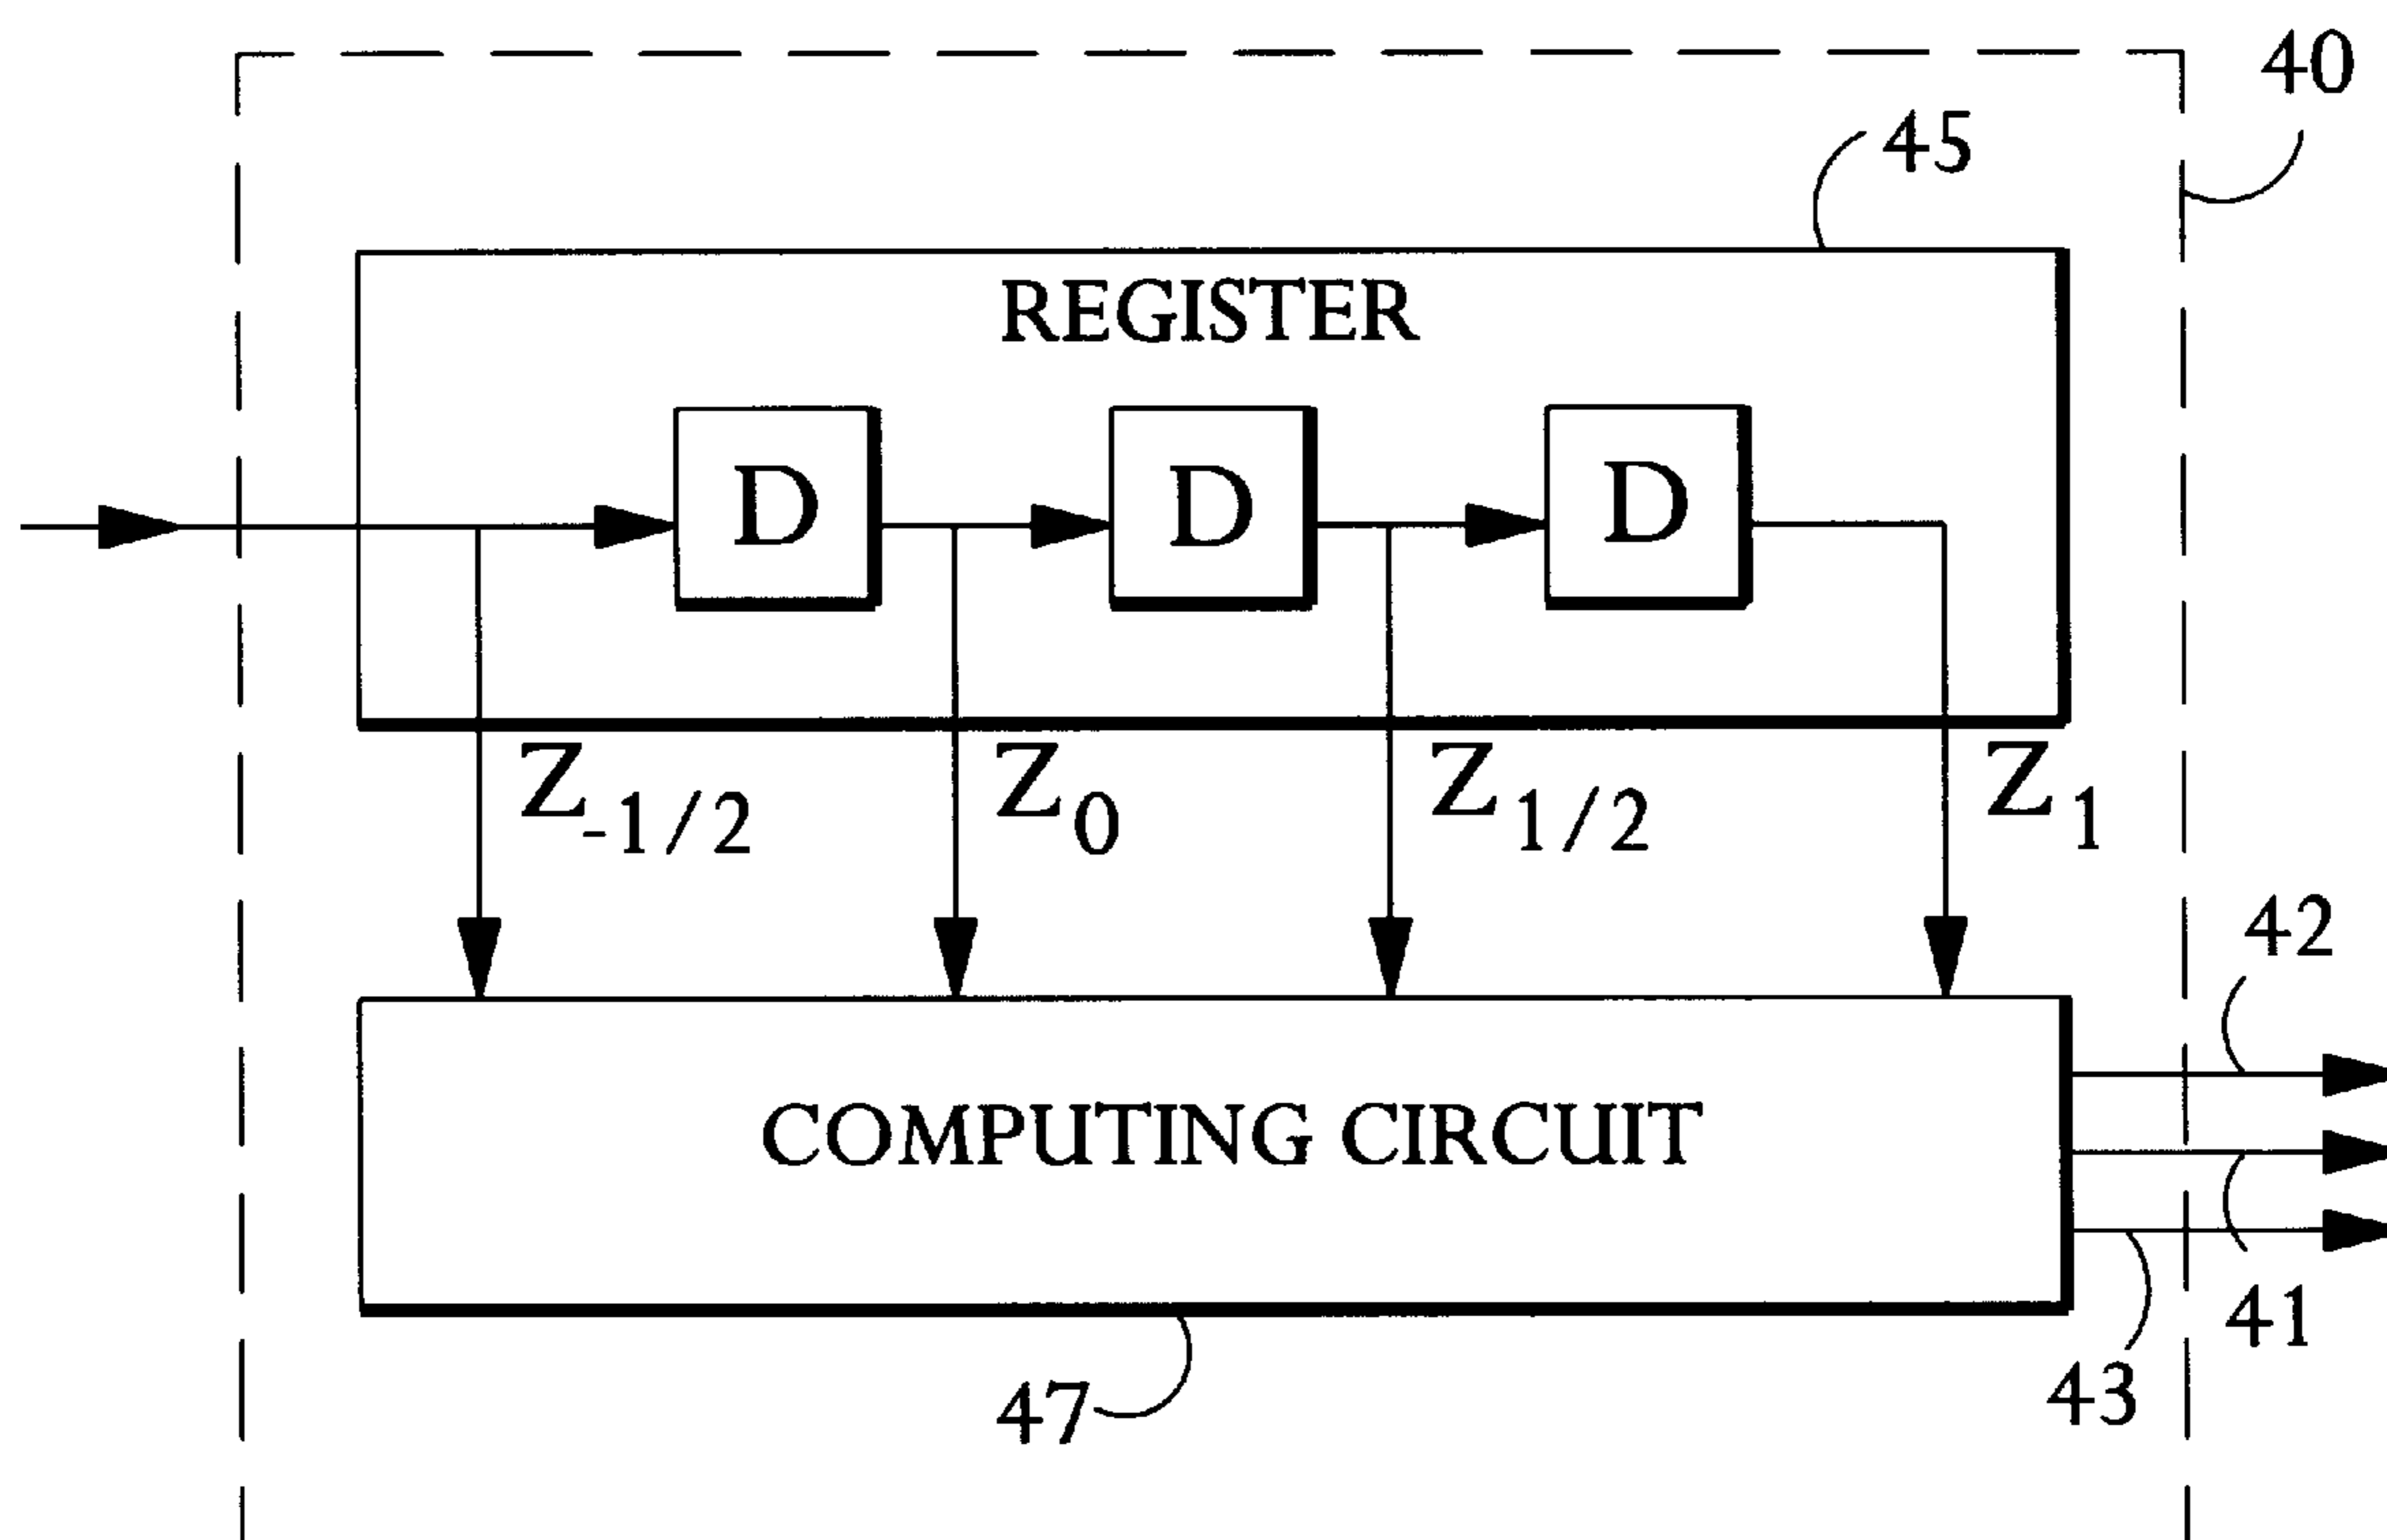 40
45
REGISTER
D D D
Z-1/2 Z0 Z1/2 Z1
42
COMPUTING CIRCUIT
41
43
47